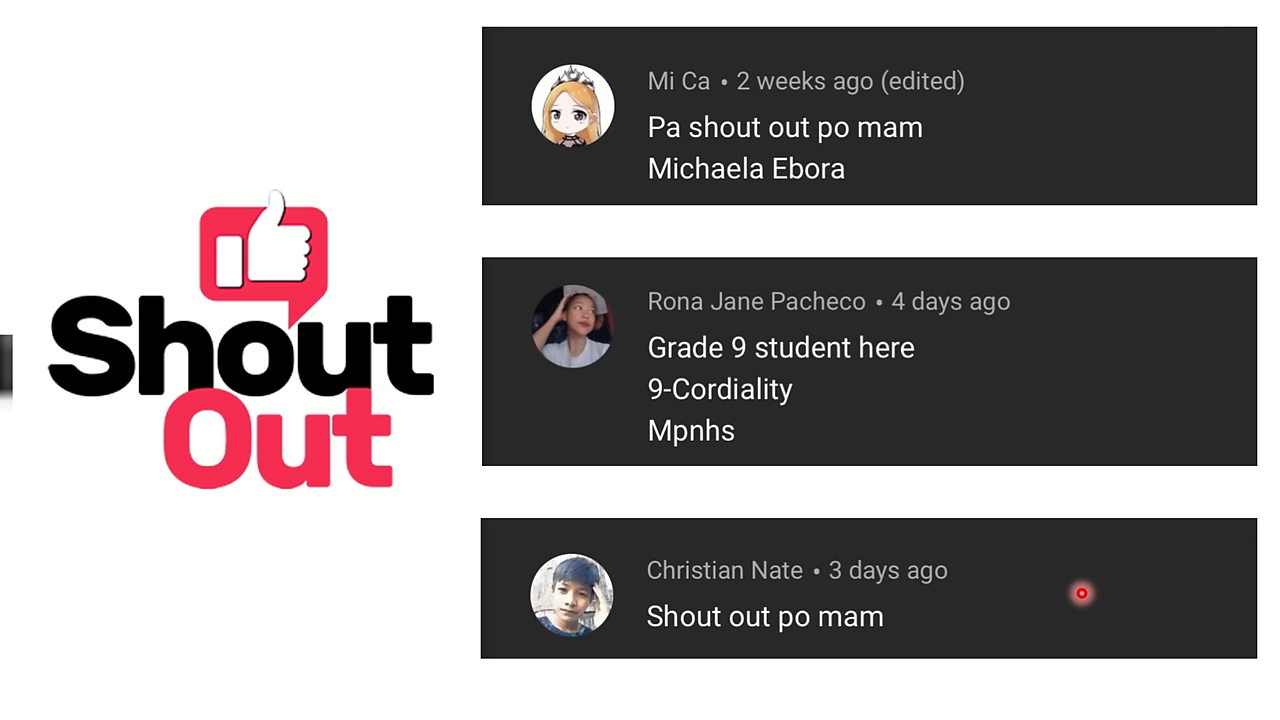 Shout
Out
Mi Ca • 2 weeks ago (edited)
Pa shout out po mam
Michaela Ebora
Rona Jane Pacheco • 4 days ago
Grade 9 student here
9-Cordiality
Mpnhs
Christian Nate • 3 days ago
Shout out po mam